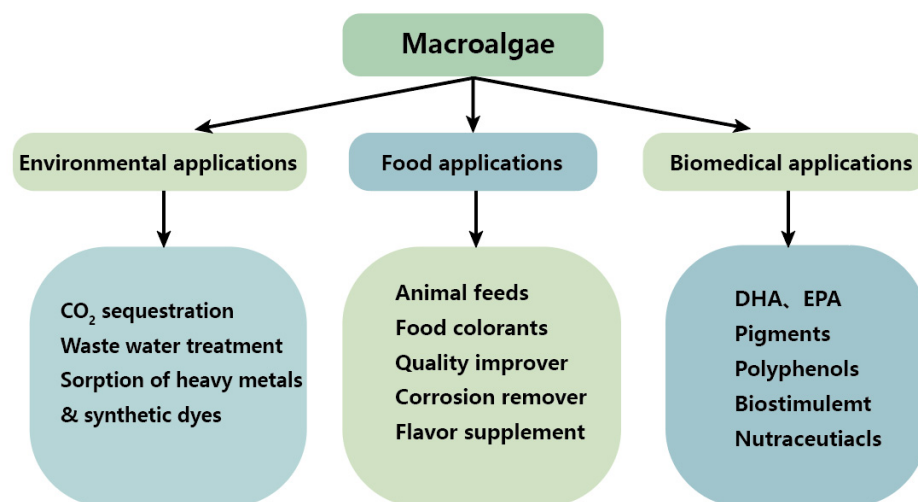 Macroalgae
Environmental applications
Food applications
Biomedical applications
CO₂ sequestration
Waste water treatment
Sorption of heavy metals
& synthetic dyes
Animal feeds
Food colorants
Quality improver
Corrosion remover
Flavor supplement
DHA、EPA
Pigments
Polyphenols
Biostimulemt
Nutraceutiacls